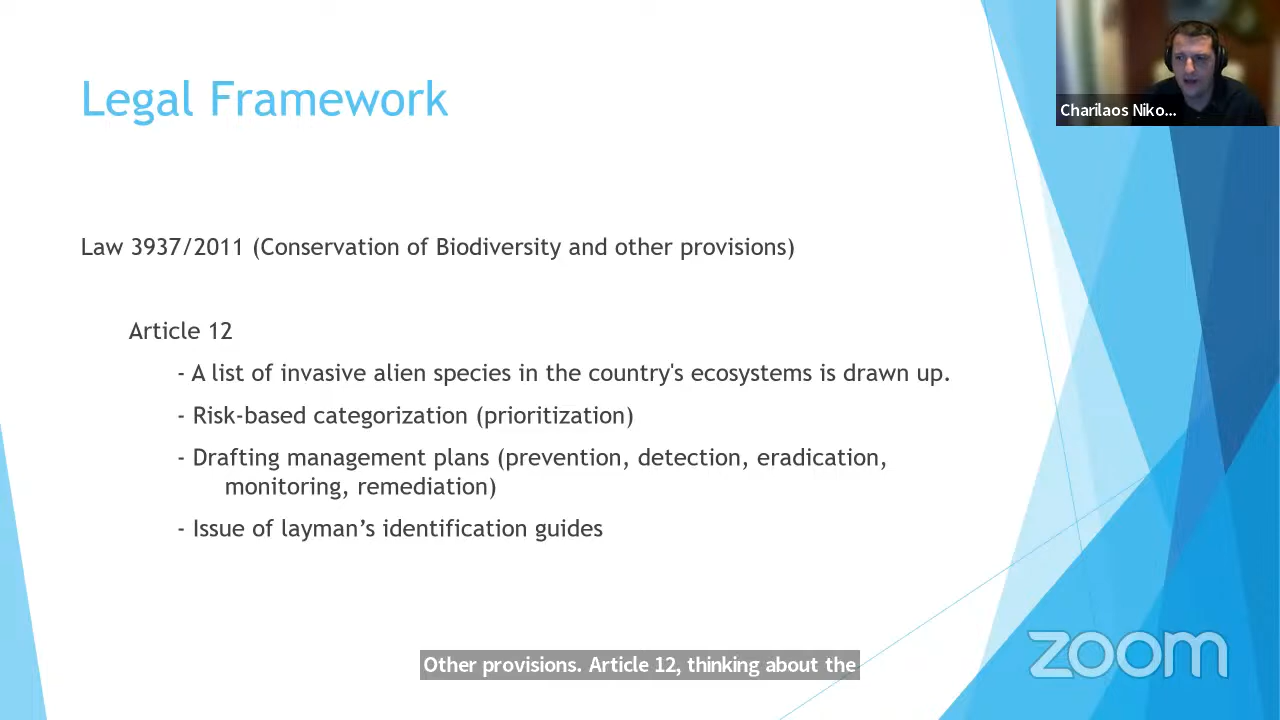 Legal Framework
Charilaos Niko...
Law 3937/2011 (Conservation of Biodiversity and other provisions)
Article 12
- A list of invasive alien species in the country's ecosystems is drawn up.
- Risk-based categorization (prioritization)
- Drafting management plans (prevention, detection, eradication,
monitoring, remediation)
- Issue of layman’s identification guides
Other provisions. Article 12, thinking about the
zoom